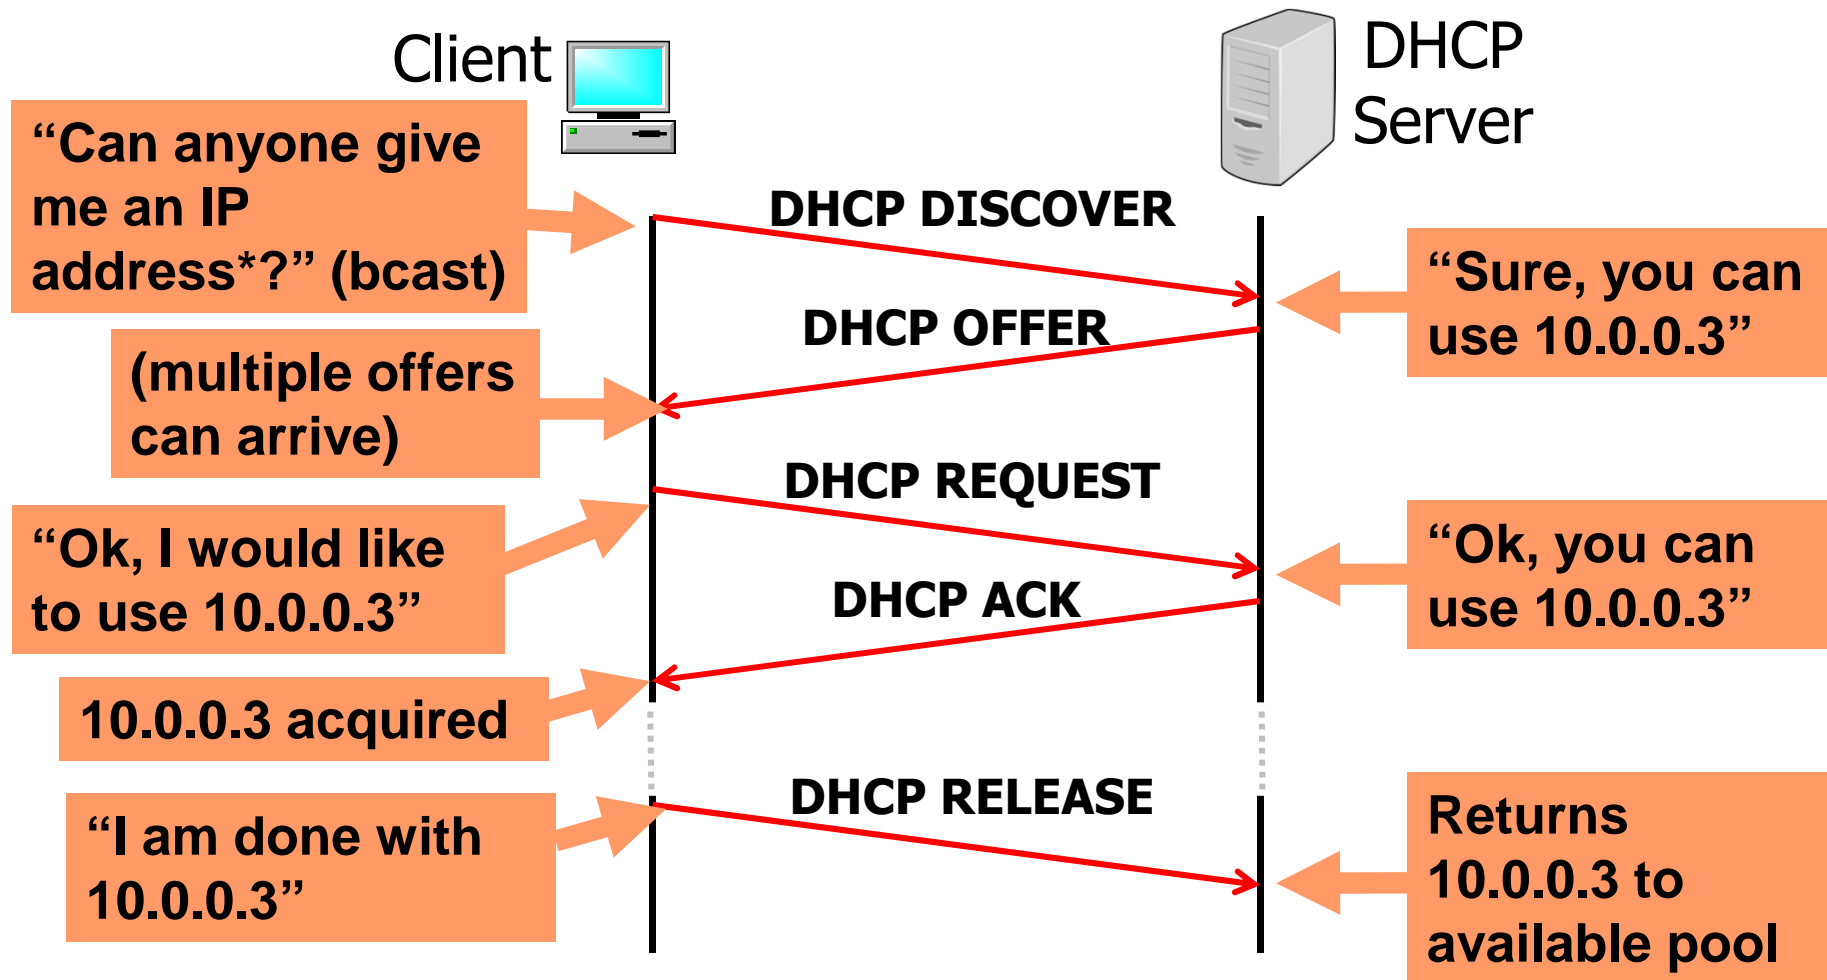 Client
DHCP
Server
“Can anyone give
me an IP
address*?” (bcast)
DHCP DISCOVER
“Sure, you can
use 10.0.0.3”
DHCP OFFER
(multiple offers
can arrive)
DHCP REQUEST
“Ok, I would like
to use 10.0.0.3”
“Ok, you can
use 10.0.0.3”
DHCP ACK
10.0.0.3 acquired
DHCP RELEASE
“I am done with
10.0.0.3”
Returns
10.0.0.3 to
available pool